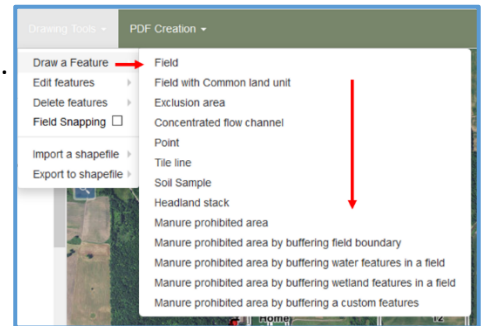 Drawing Tools
PDF Creation
Draw a Feature
Edit features
Delete features
Field Snapping
Import a shapefile
Export to shapefile
Field
Field with Common land unit
Exclusion area
Concentrated flow channel
Point
Tile line
Soil Sample
Headland stack
Manure prohibited area
Manure prohibited area by buffering field boundary
Manure prohibited area by buffering water features in a field
Manure prohibited area by buffering wetland features in a field
Manure prohibited area by buffering a custom features
Home
12